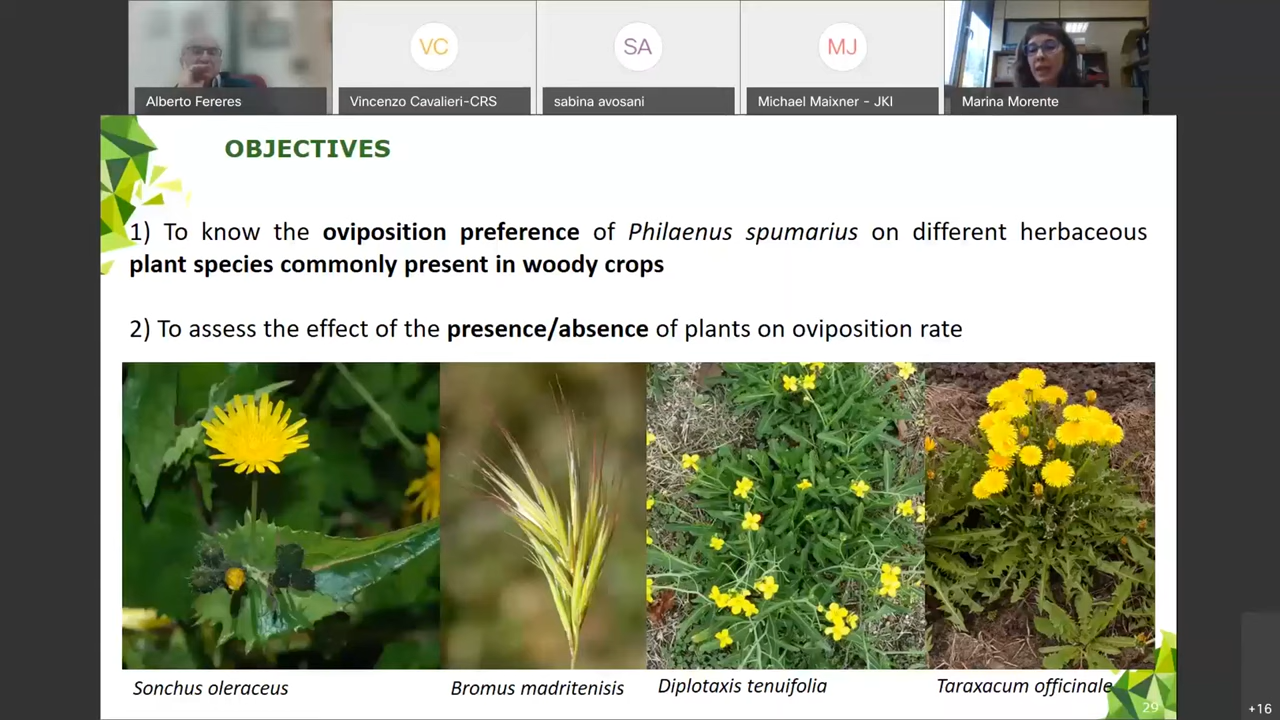 VC
SA
MJ
Alberto Fereres
Vincenzo Cavalieri-CRS
sabina avosani
Michael Maixner - JKI
Marina Morente
OBJECTIVES
1) To know the oviposition preference of Philaenus spumarius on different herbaceous
plant species commonly present in woody crops
2) To assess the effect of the presence/absence of plants on oviposition rate
Sonchus oleraceus
Bromus madritenisis
Diplotaxis tenuifolia
Taraxacum officinale
29
+16